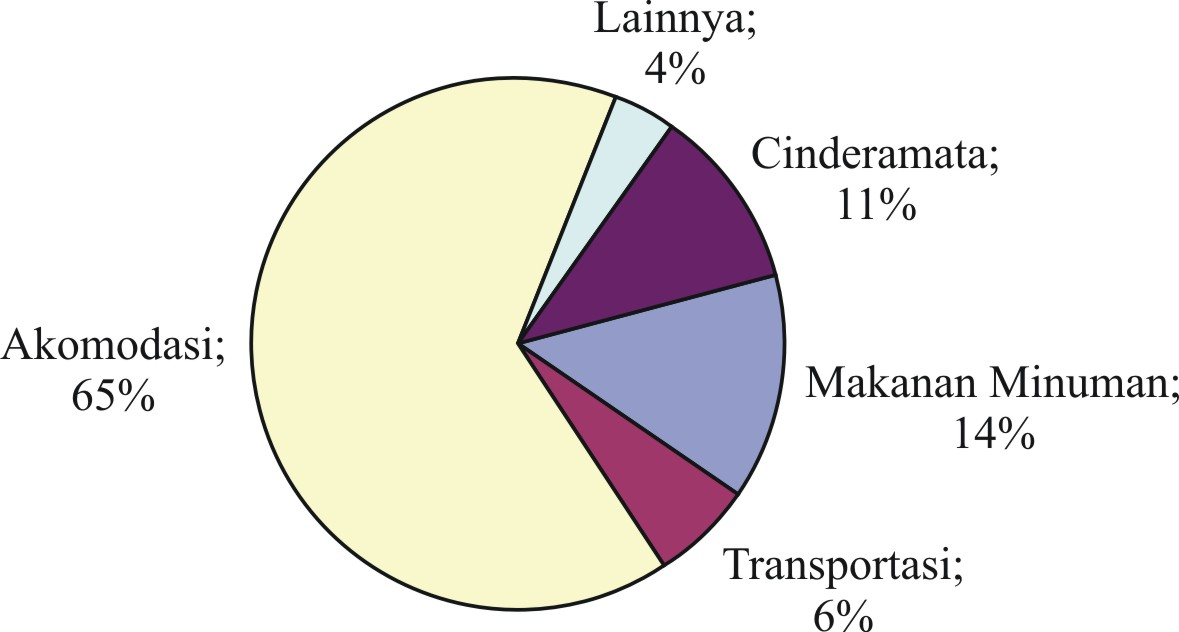 Lainnya;
4%
Cinderamata;
11%
Akomodasi;
65%
Makanan Minuman;
14%
Transportasi;
6%